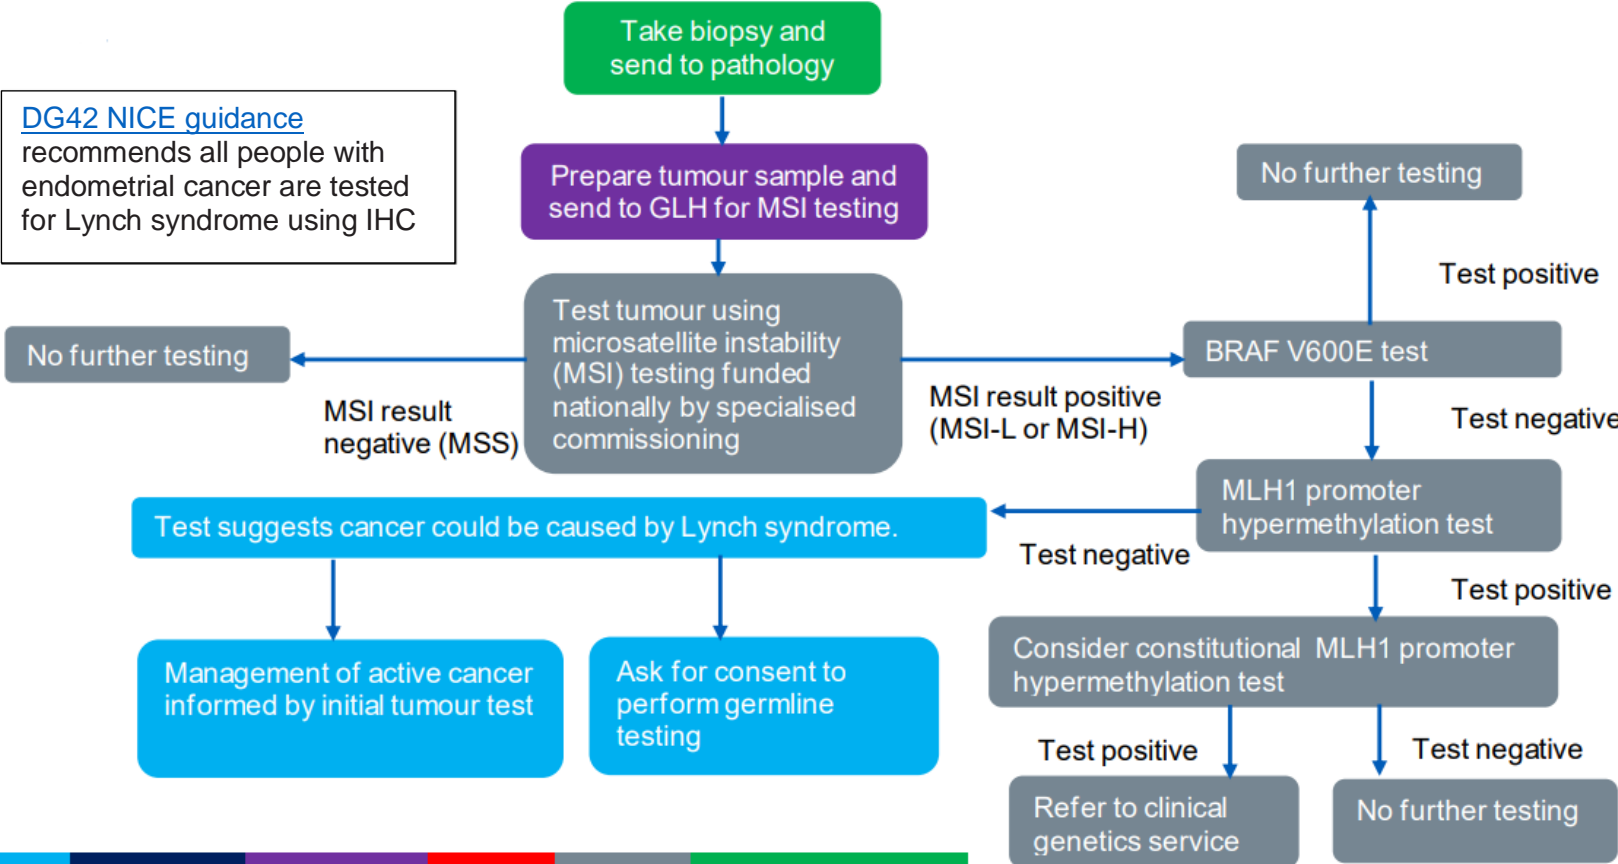 Take biopsy and
send to pathology
DG42 NICE guidance
recommends all people with
endometrial cancer are tested
for Lynch syndrome using IHC
Prepare tumour sample and
send to GLH for MSI testing
No further testing
Test positive
Test tumour using
microsatellite instability
(MSI) testing funded
nationally by specialised
commissioning
No further testing
BRAF V600E test
MSI result
negative (MSS)
MSI result positive
(MSI-L or MSI-H)
Test negative
MLH1 promoter
hypermethylation test
Test suggests cancer could be caused by Lynch syndrome.
Test negative
Test positive
Management of active cancer
informed by initial tumour test
Ask for consent to
perform germline
testing
Consider constitutional MLH1 promoter
hypermethylation test
Test positive
Test negative
Refer to clinical
genetics service
No further testing